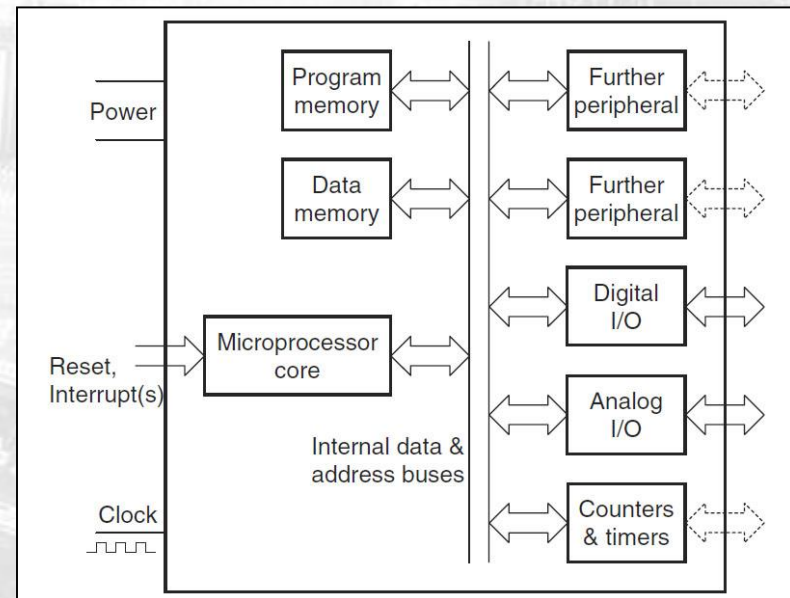 Power
Reset,
Interrupt(s)
Clock
Program
memory
Data
memory
Microprocessor
core
Internal data &
address buses
Further
peripheral
Further
peripheral
Digital
I/O
Analog
I/O
Counters
& timers